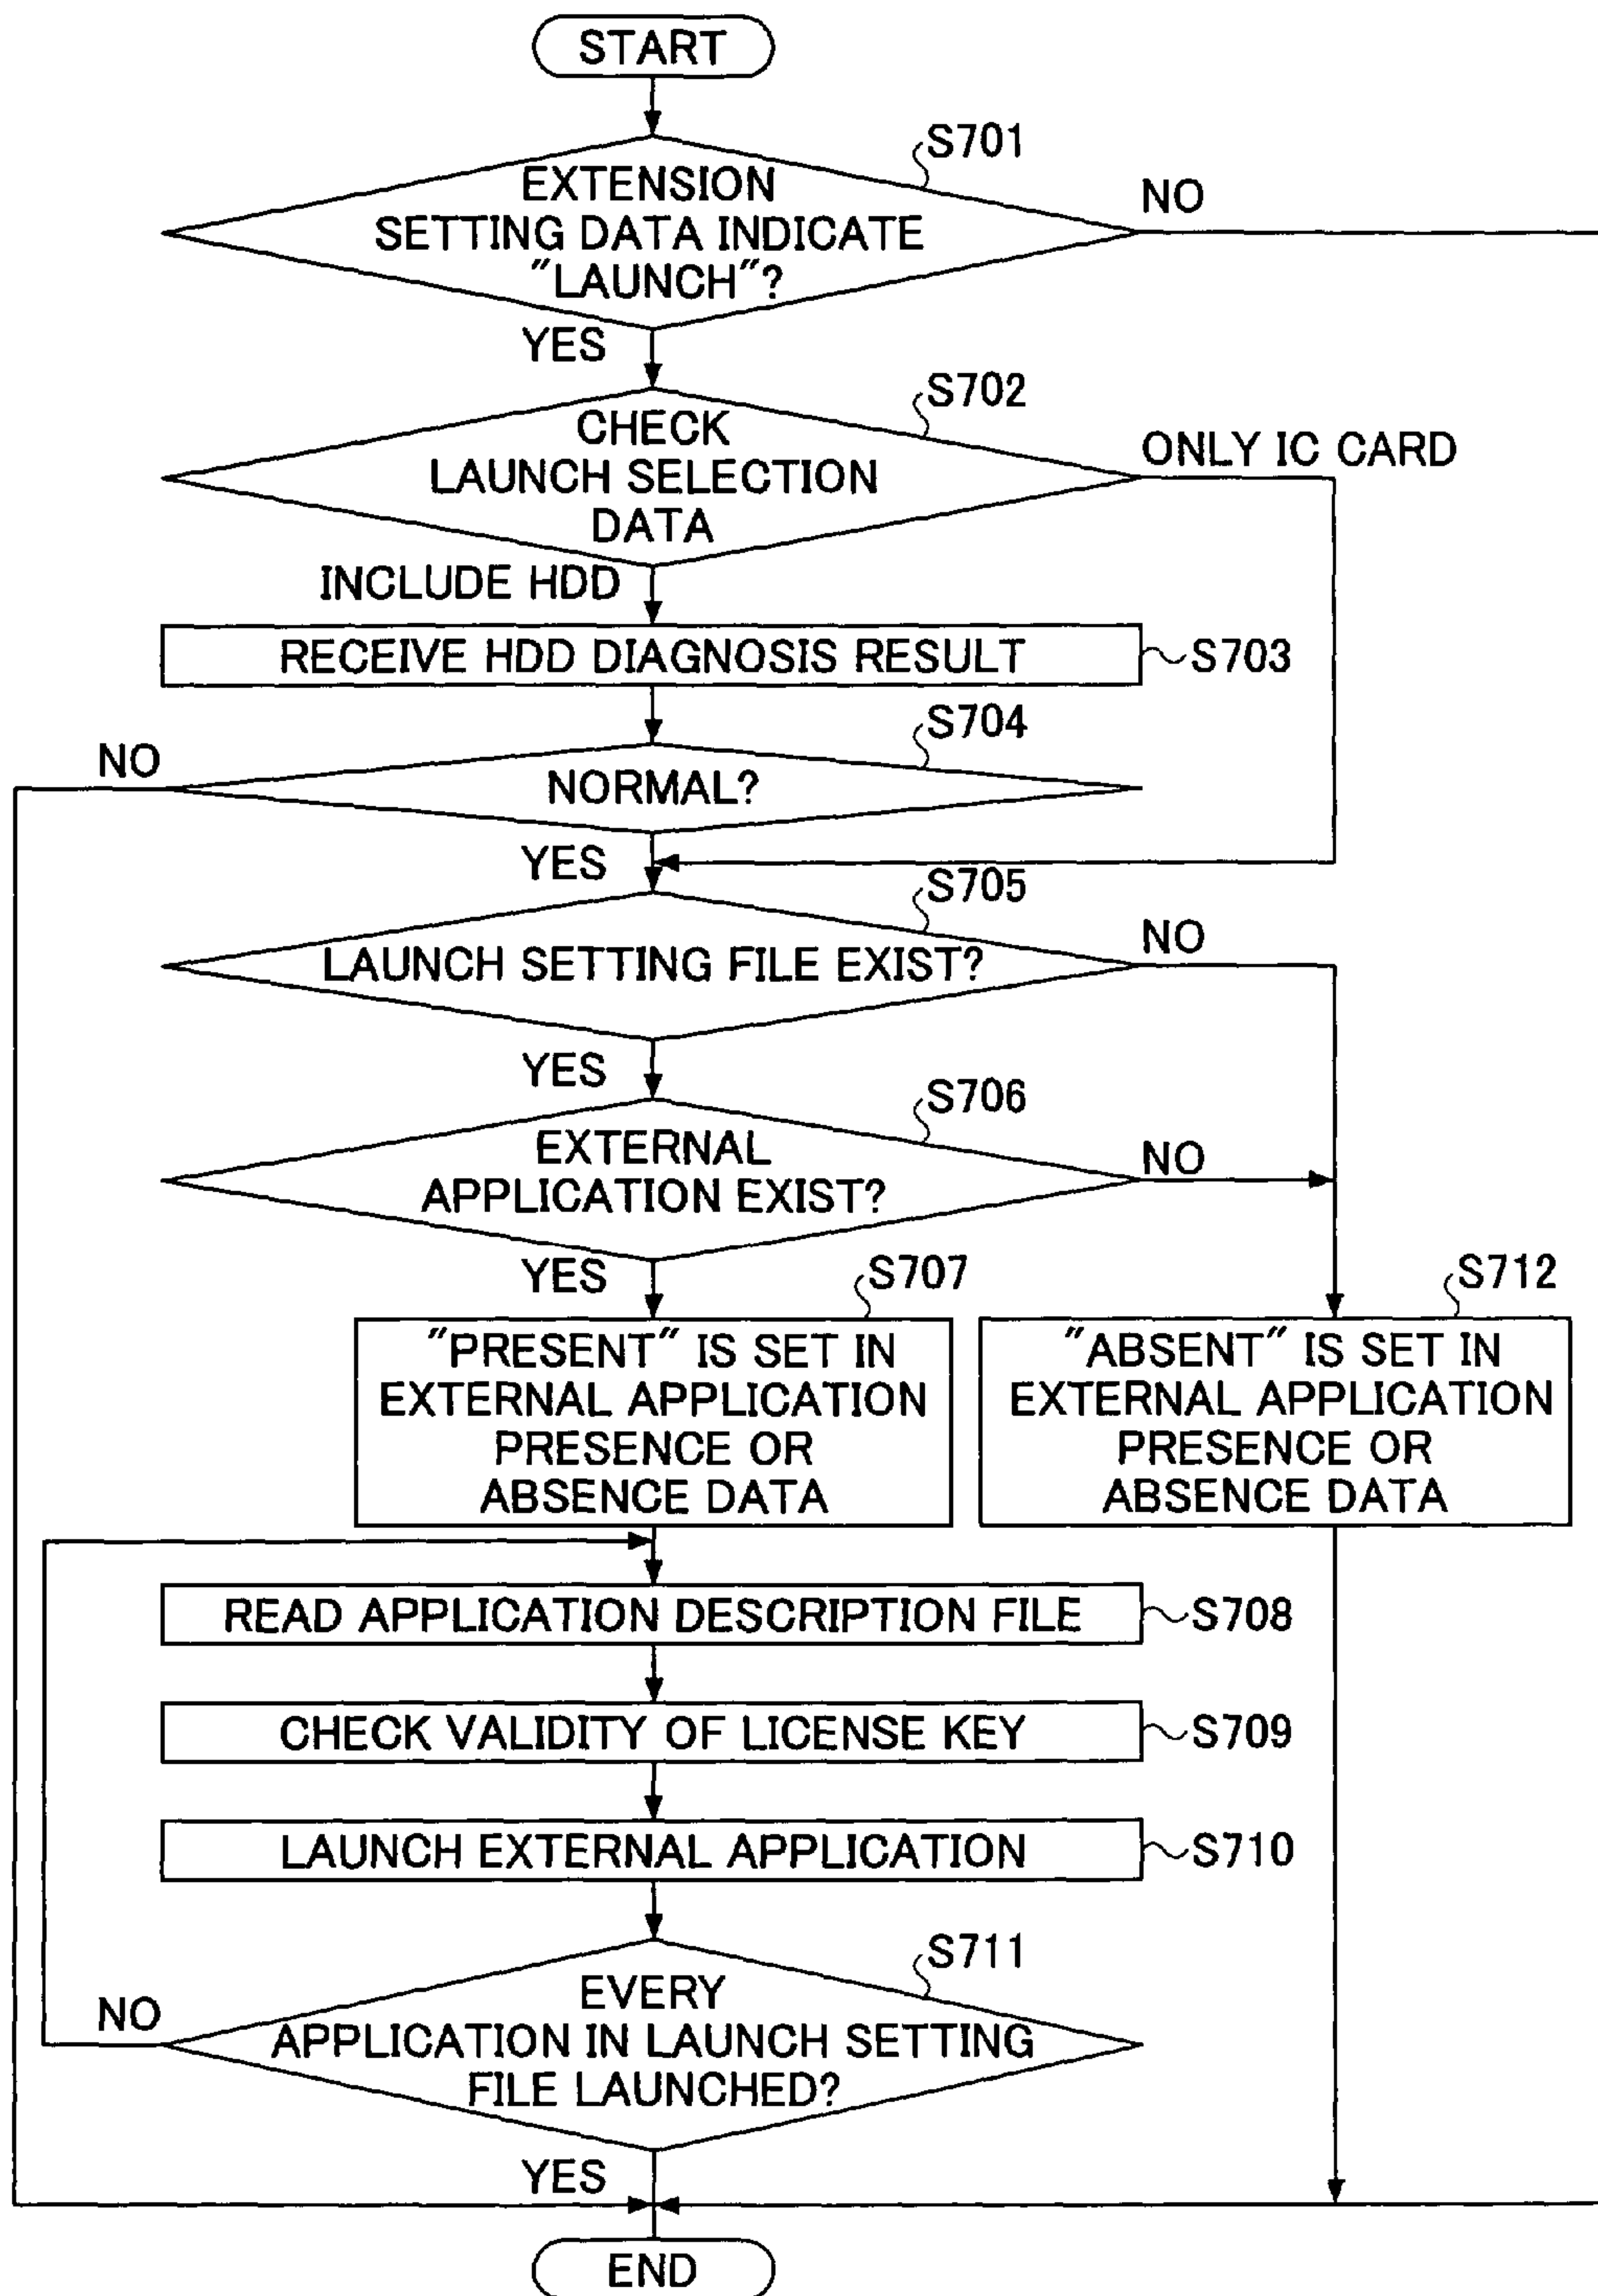 START
S701
EXTENSION
SETTING DATA INDICATE
"LAUNCH"?
NO
YES
S702
CHECK
LAUNCH SELECTION
DATA
ONLY IC CARD
INCLUDE HDD
RECEIVE HDD DIAGNOSIS RESULT
S703
S704
NO
NORMAL?
YES
S705
LAUNCH SETTING FILE EXIST?
NO
YES
S706
EXTERNAL
APPLICATION EXIST?
NO
YES
S707
"PRESENT" IS SET IN
EXTERNAL APPLICATION
PRESENCE OR
ABSENCE DATA
S712
"ABSENT" IS SET IN
EXTERNAL APPLICATION
PRESENCE OR
ABSENCE DATA
READ APPLICATION DESCRIPTION FILE
S708
CHECK VALIDITY OF LICENSE KEY
S709
LAUNCH EXTERNAL APPLICATION
S710
S711
NO
EVERY
APPLICATION IN LAUNCH SETTING
FILE LAUNCHED?
YES
END